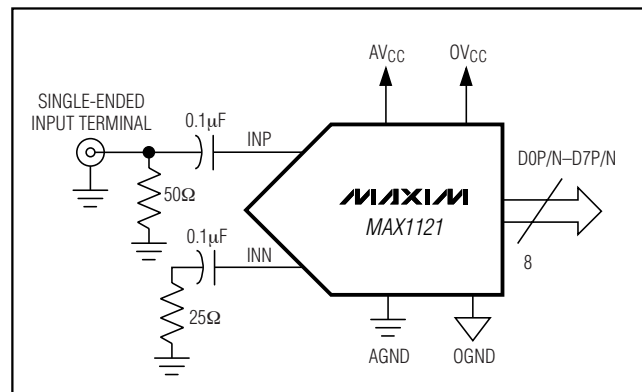 AVCC
OVCC
SINGLE-ENDED
INPUT TERMINAL
0.1µF
INP
D0P/N–D7P/N
50Ω
MAXIM
MAX1121
0.1µF
INN
8
25Ω
AGND
OGND